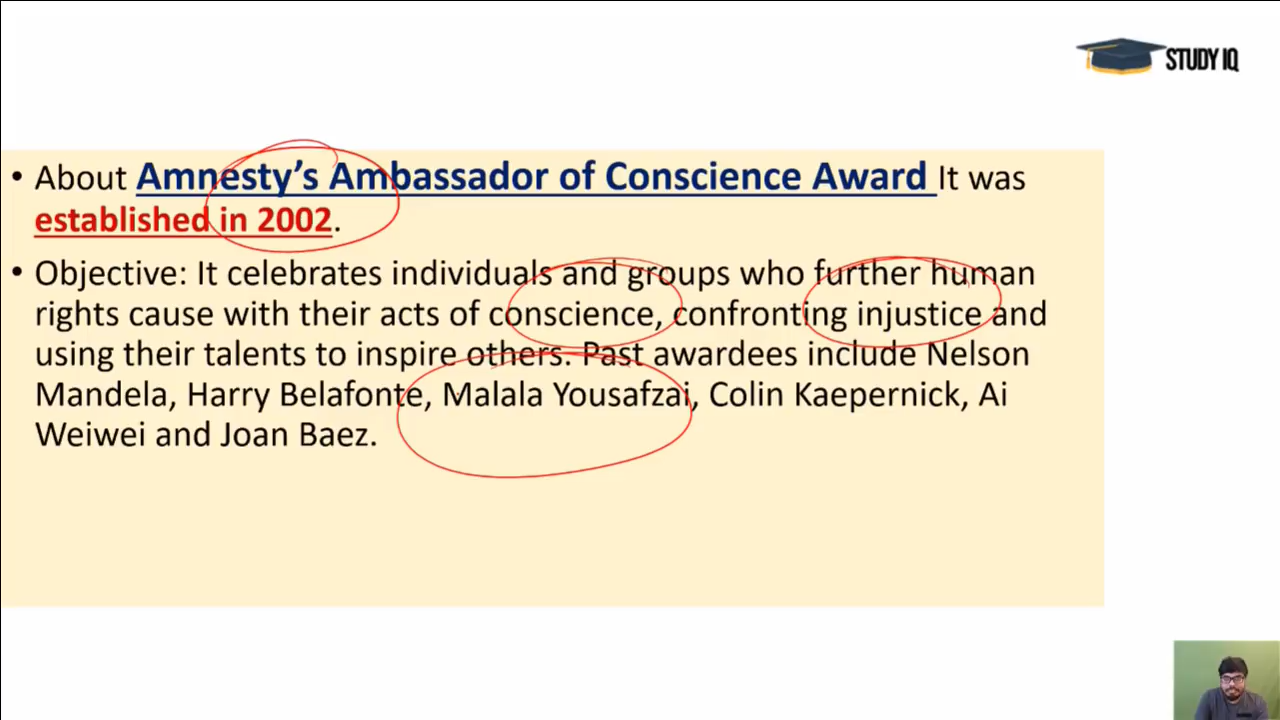 STUDY IQ
• About Amnesty’s Ambassador of Conscience Award It was
established in 2002.
• Objective: It celebrates individuals and groups who further human
rights cause with their acts of conscience, confronting injustice and
using their talents to inspire others. Past awardees include Nelson
Mandela, Harry Belafonte, Malala Yousafzai, Colin Kaepernick, Ai
Weiwei and Joan Baez.